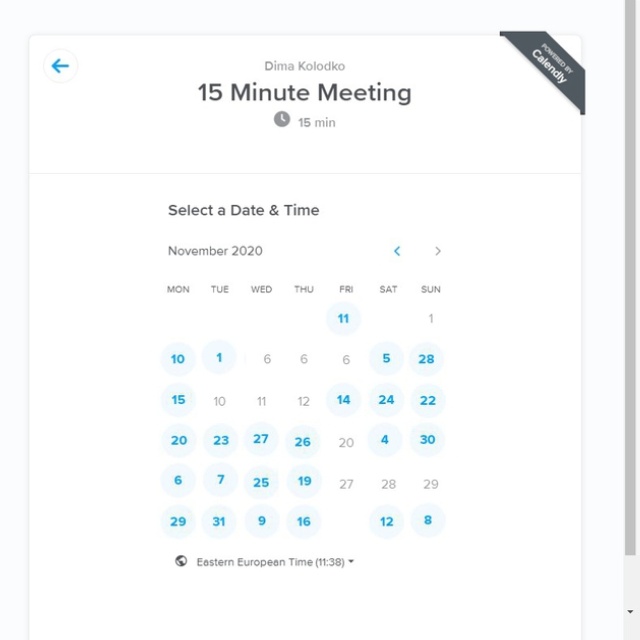 POWERED BY
Calendly
Dima Kolodko
15 Minute Meeting
15 min
Select a Date & Time
November 2020
MON TUE WED THU FRI SAT SUN
11 1
10 1 6 6 6 5 28
15 10 11 12 14 24 22
20 23 27 26 20 4 30
6 7 25 19 27 28 29
29 31 9 16 12 8
Eastern European Time (11:38)